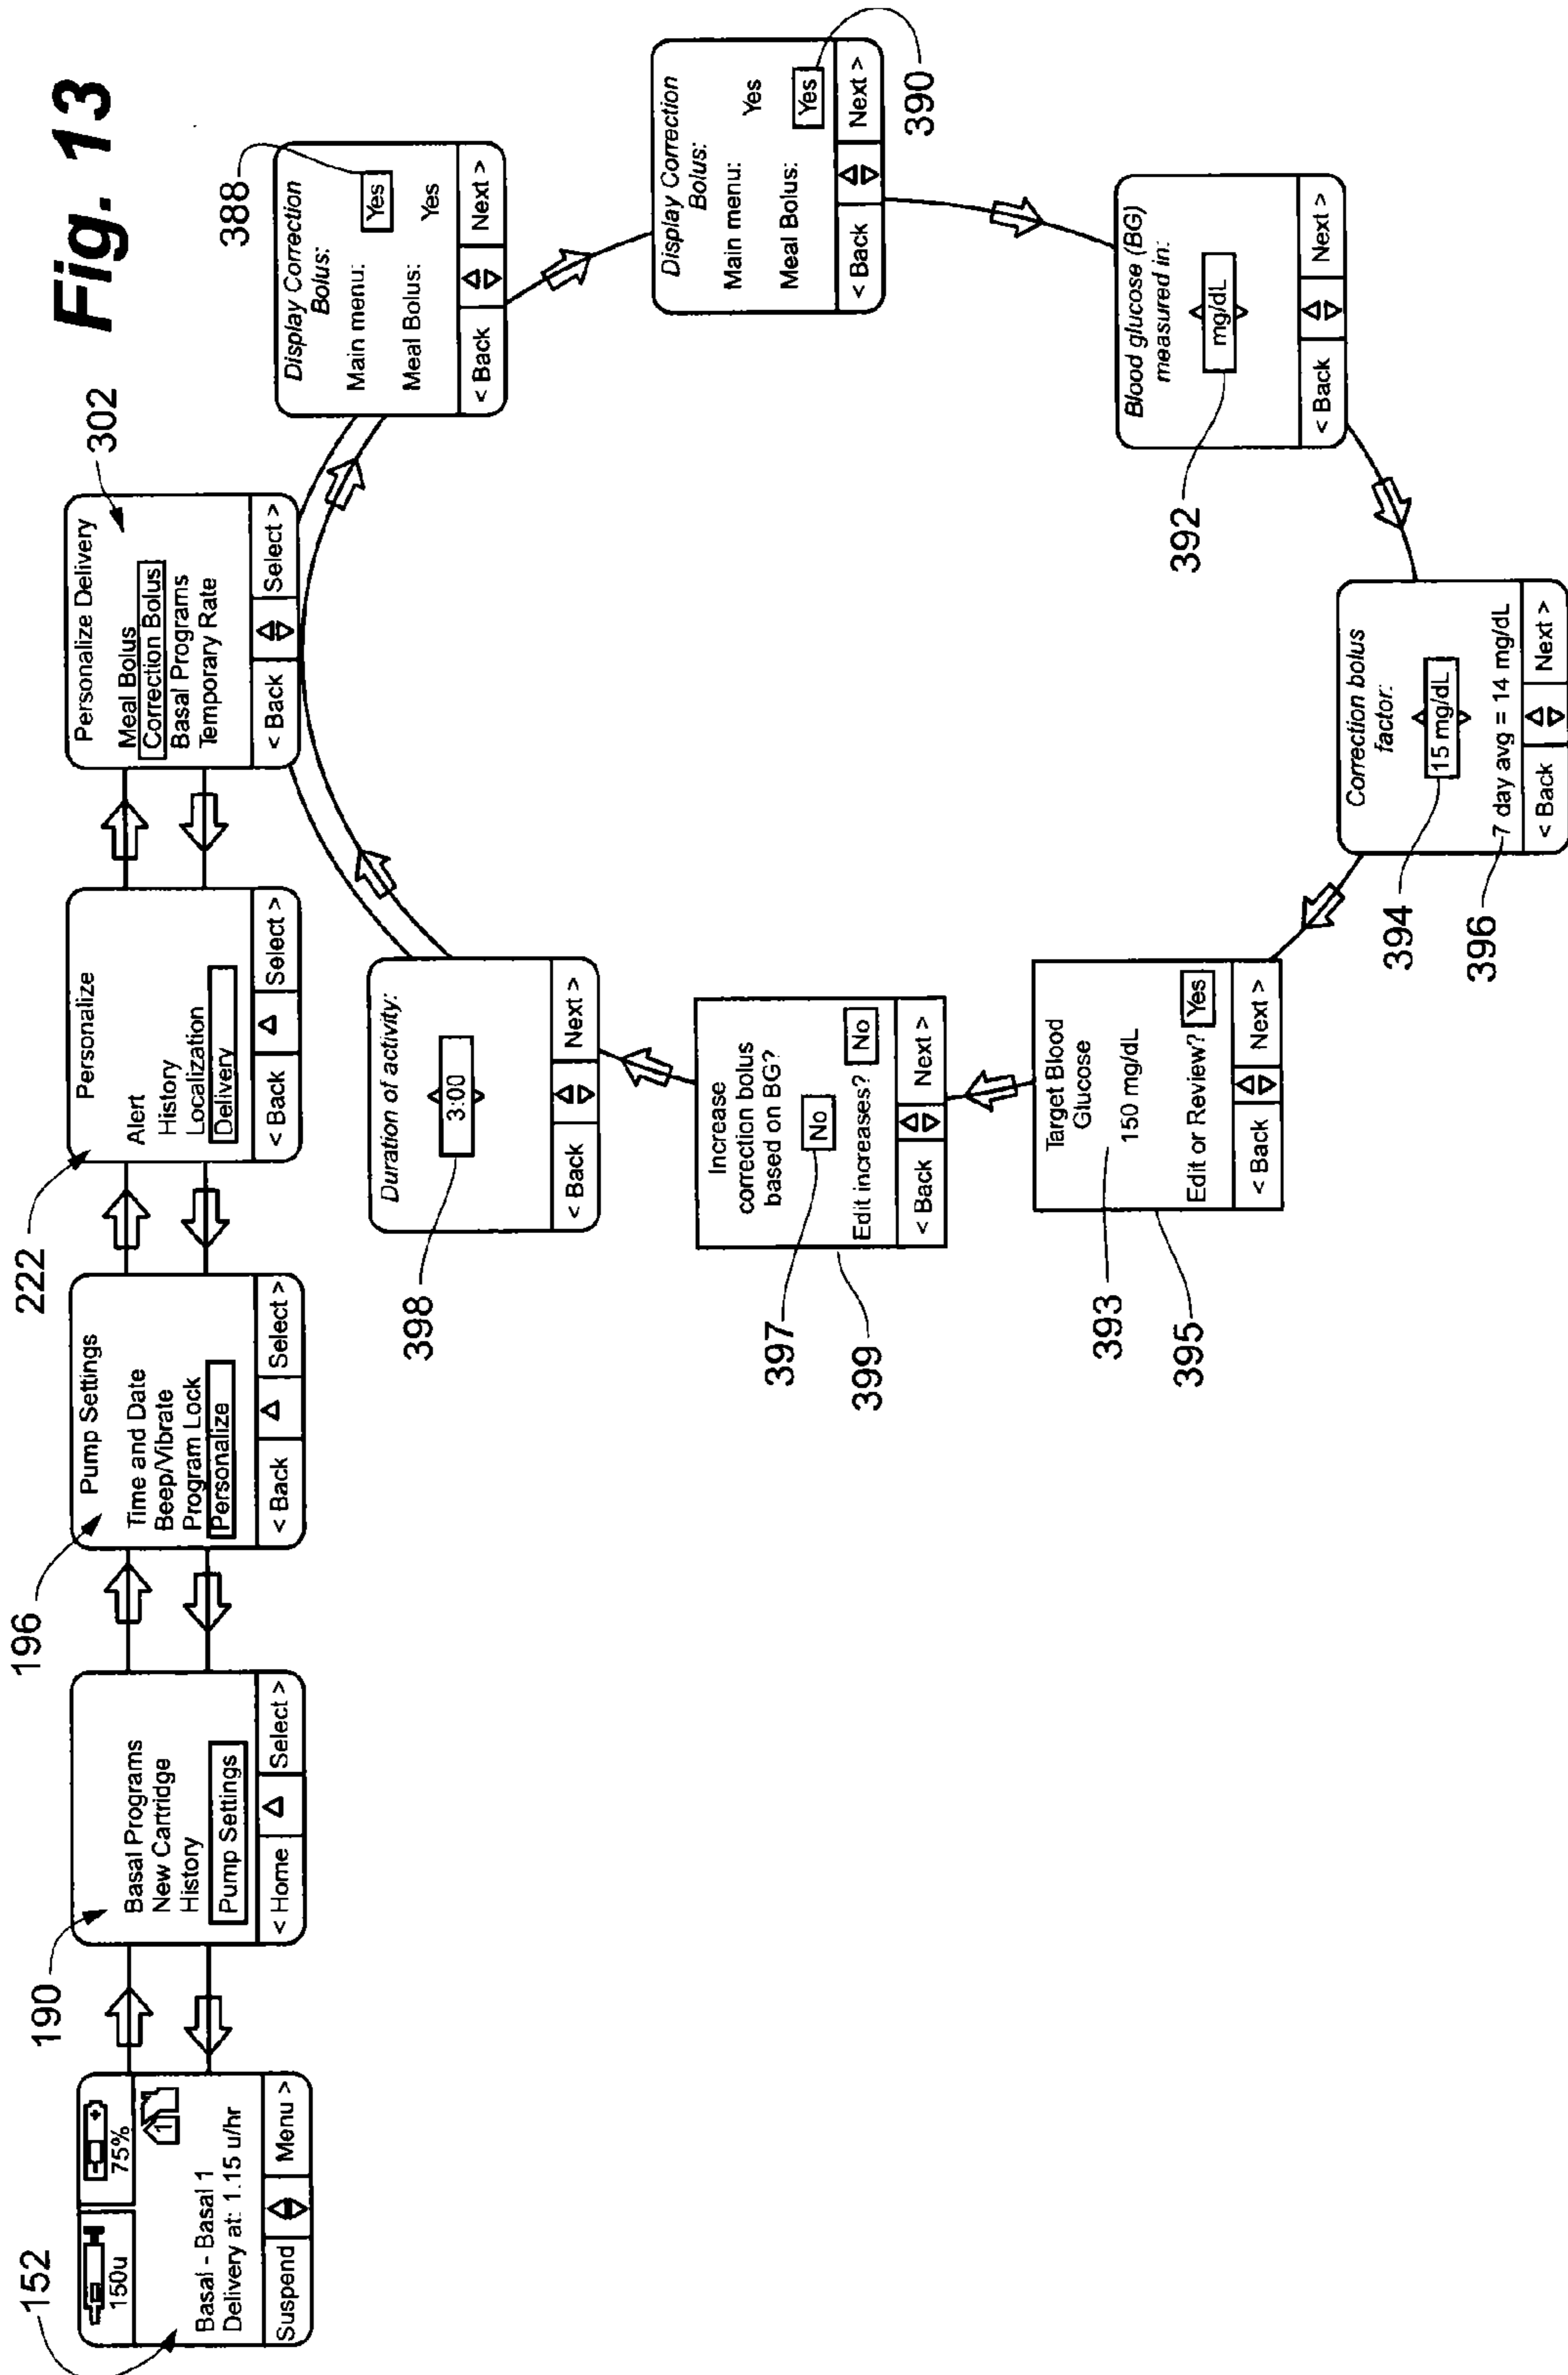 Fig. 13
152
150u
75%
1
Basal - Basal 1
Delivery at: 1.15 u/hr
Suspend
Menu >
190
Basal Programs
New Cartridge
History
Pump Settings
< Home
Select >
196
Pump Settings
Time and Date
Beep/Vibrate
Program Lock
Personalize
< Back
Select >
222
Personalize
Alert
History
Localization
Delivery
< Back
Select >
302
Personalize Delivery
Meal Bolus
Correction Bolus
Basal Programs
Temporary Rate
< Back
Select >
388
Display Correction
Bolus:
Main menu: Yes
Meal Bolus: Yes
< Back
Next >
Display Correction
Bolus:
Main menu: Yes
Meal Bolus: Yes
< Back
Next >
390
Blood glucose (BG)
measured in:
mg/dL
< Back
Next >
392
Correction bolus
factor:
15 mg/dL
7 day avg = 14 mg/dL
< Back
Next >
394
396
Target Blood
Glucose
150 mg/dL
Edit or Review? Yes
< Back
Next >
393
395
Increase
correction bolus
based on BG?
No
Edit increases? No
< Back
Next >
397
399
Duration of activity:
3:00
< Back
Next >
398